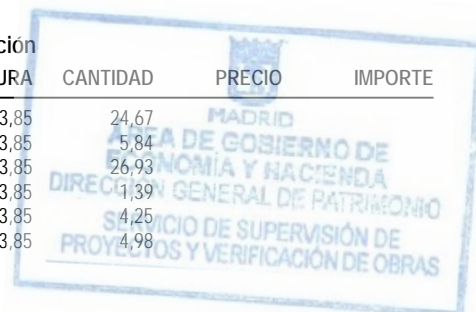 ción
URA CANTIDAD PRECIO IMPORTE
3,85 24,67
3,85 5,84
3,85 26,93
3,85 1,39
3,85 4,25
3,85 4,98
MADRID
ÁREA DE GOBIERNO DE
ECONOMÍA Y HACIENDA
DIRECCIÓN GENERAL DE PATRIMONIO
SERVICIO DE SUPERVISIÓN DE
PROYECTOS Y VERIFICACIÓN DE OBRAS